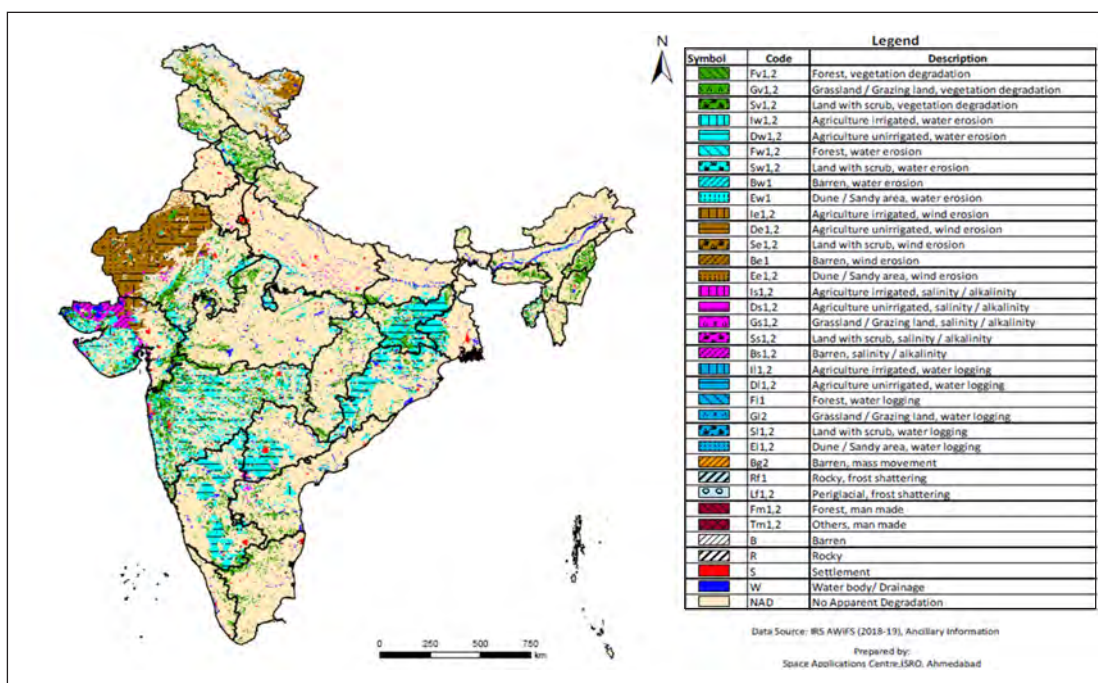 N
Legend
Symbol Code Description
Fv1,2 Forest, vegetation degradation
Gv1,2 Grassland / Grazing land, vegetation degradation
Sv1,2 Land with scrub, vegetation degradation
Iw1,2 Agriculture irrigated, water erosion
Dw1,2 Agriculture unirrigated, water erosion
Fw1,2 Forest, water erosion
Sw1,2 Land with scrub, water erosion
Bw1 Barren, water erosion
Ew1 Dune / Sandy area, water erosion
Ie1,2 Agriculture irrigated, wind erosion
De1,2 Agriculture unirrigated, wind erosion
Se1,2 Land with scrub, wind erosion
Be1 Barren, wind erosion
Ee1,2 Dune / Sandy area, wind erosion
Is1,2 Agriculture irrigated, salinity / alkalinity
Ds1,2 Agriculture unirrigated, salinity / alkalinity
Gs1,2 Grassland / Grazing land, salinity / alkalinity
Ss1,2 Land with scrub, salinity / alkalinity
Bs1,2 Barren, salinity / alkalinity
Il1,2 Agriculture irrigated, water logging
Dl1,2 Agriculture unirrigated, water logging
Fl1 Forest, water logging
Gl2 Grassland / Grazing land, water logging
Sl1,2 Land with scrub, water logging
El1,2 Dune / Sandy area, water logging
Bg2 Barren, mass movement
Rf1 Rocky, frost shattering
Lf1,2 Periglacial, frost shattering
Fm1,2 Forest, man made
Tm1,2 Others, man made
B Barren
R Rocky
S Settlement
W Water body/ Drainage
NAD No Apparent Degradation
0 250 500 750
km
Data Source: IRS AWiFS (2018-19), Ancillary Information
Prepared by:
Space Applications Centre,ISRO, Ahmedabad